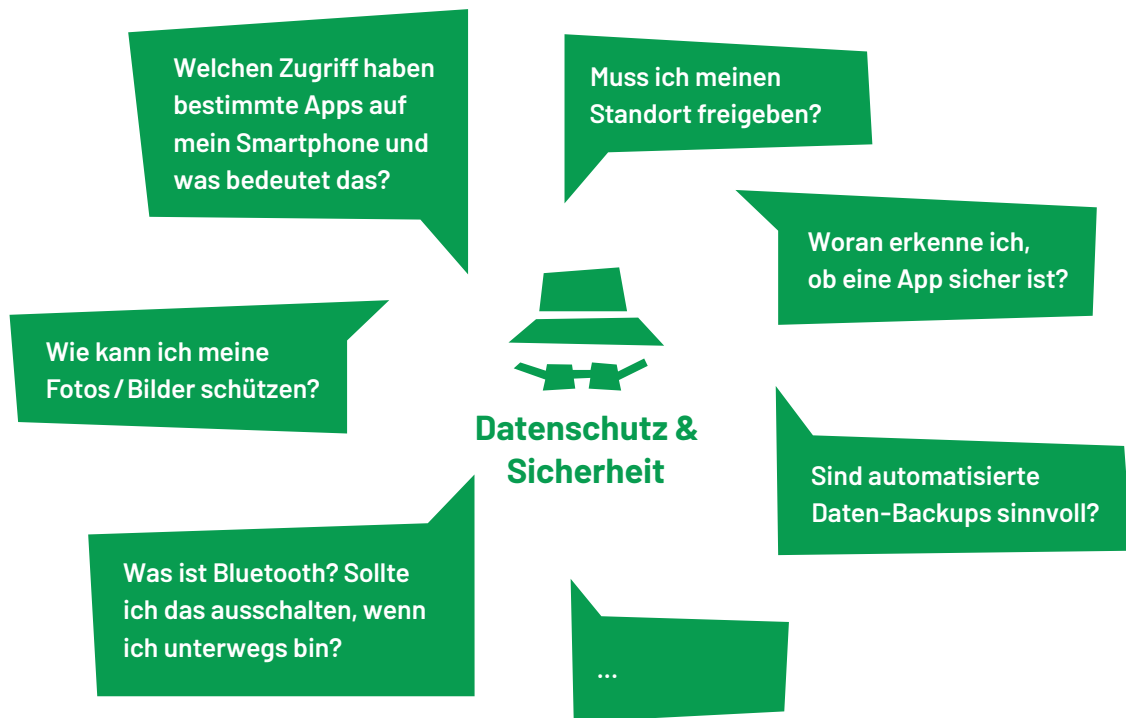 Welchen Zugriff haben
bestimmte Apps auf
mein Smartphone und
was bedeutet das?
Muss ich meinen
Standort freigeben?
Woran erkenne ich,
ob eine App sicher ist?
Wie kann ich meine
Fotos / Bilder schützen?
Datenschutz &
Sicherheit
Sind automatisierte
Daten-Backups sinnvoll?
Was ist Bluetooth? Sollte
ich das ausschalten, wenn
ich unterwegs bin?
...